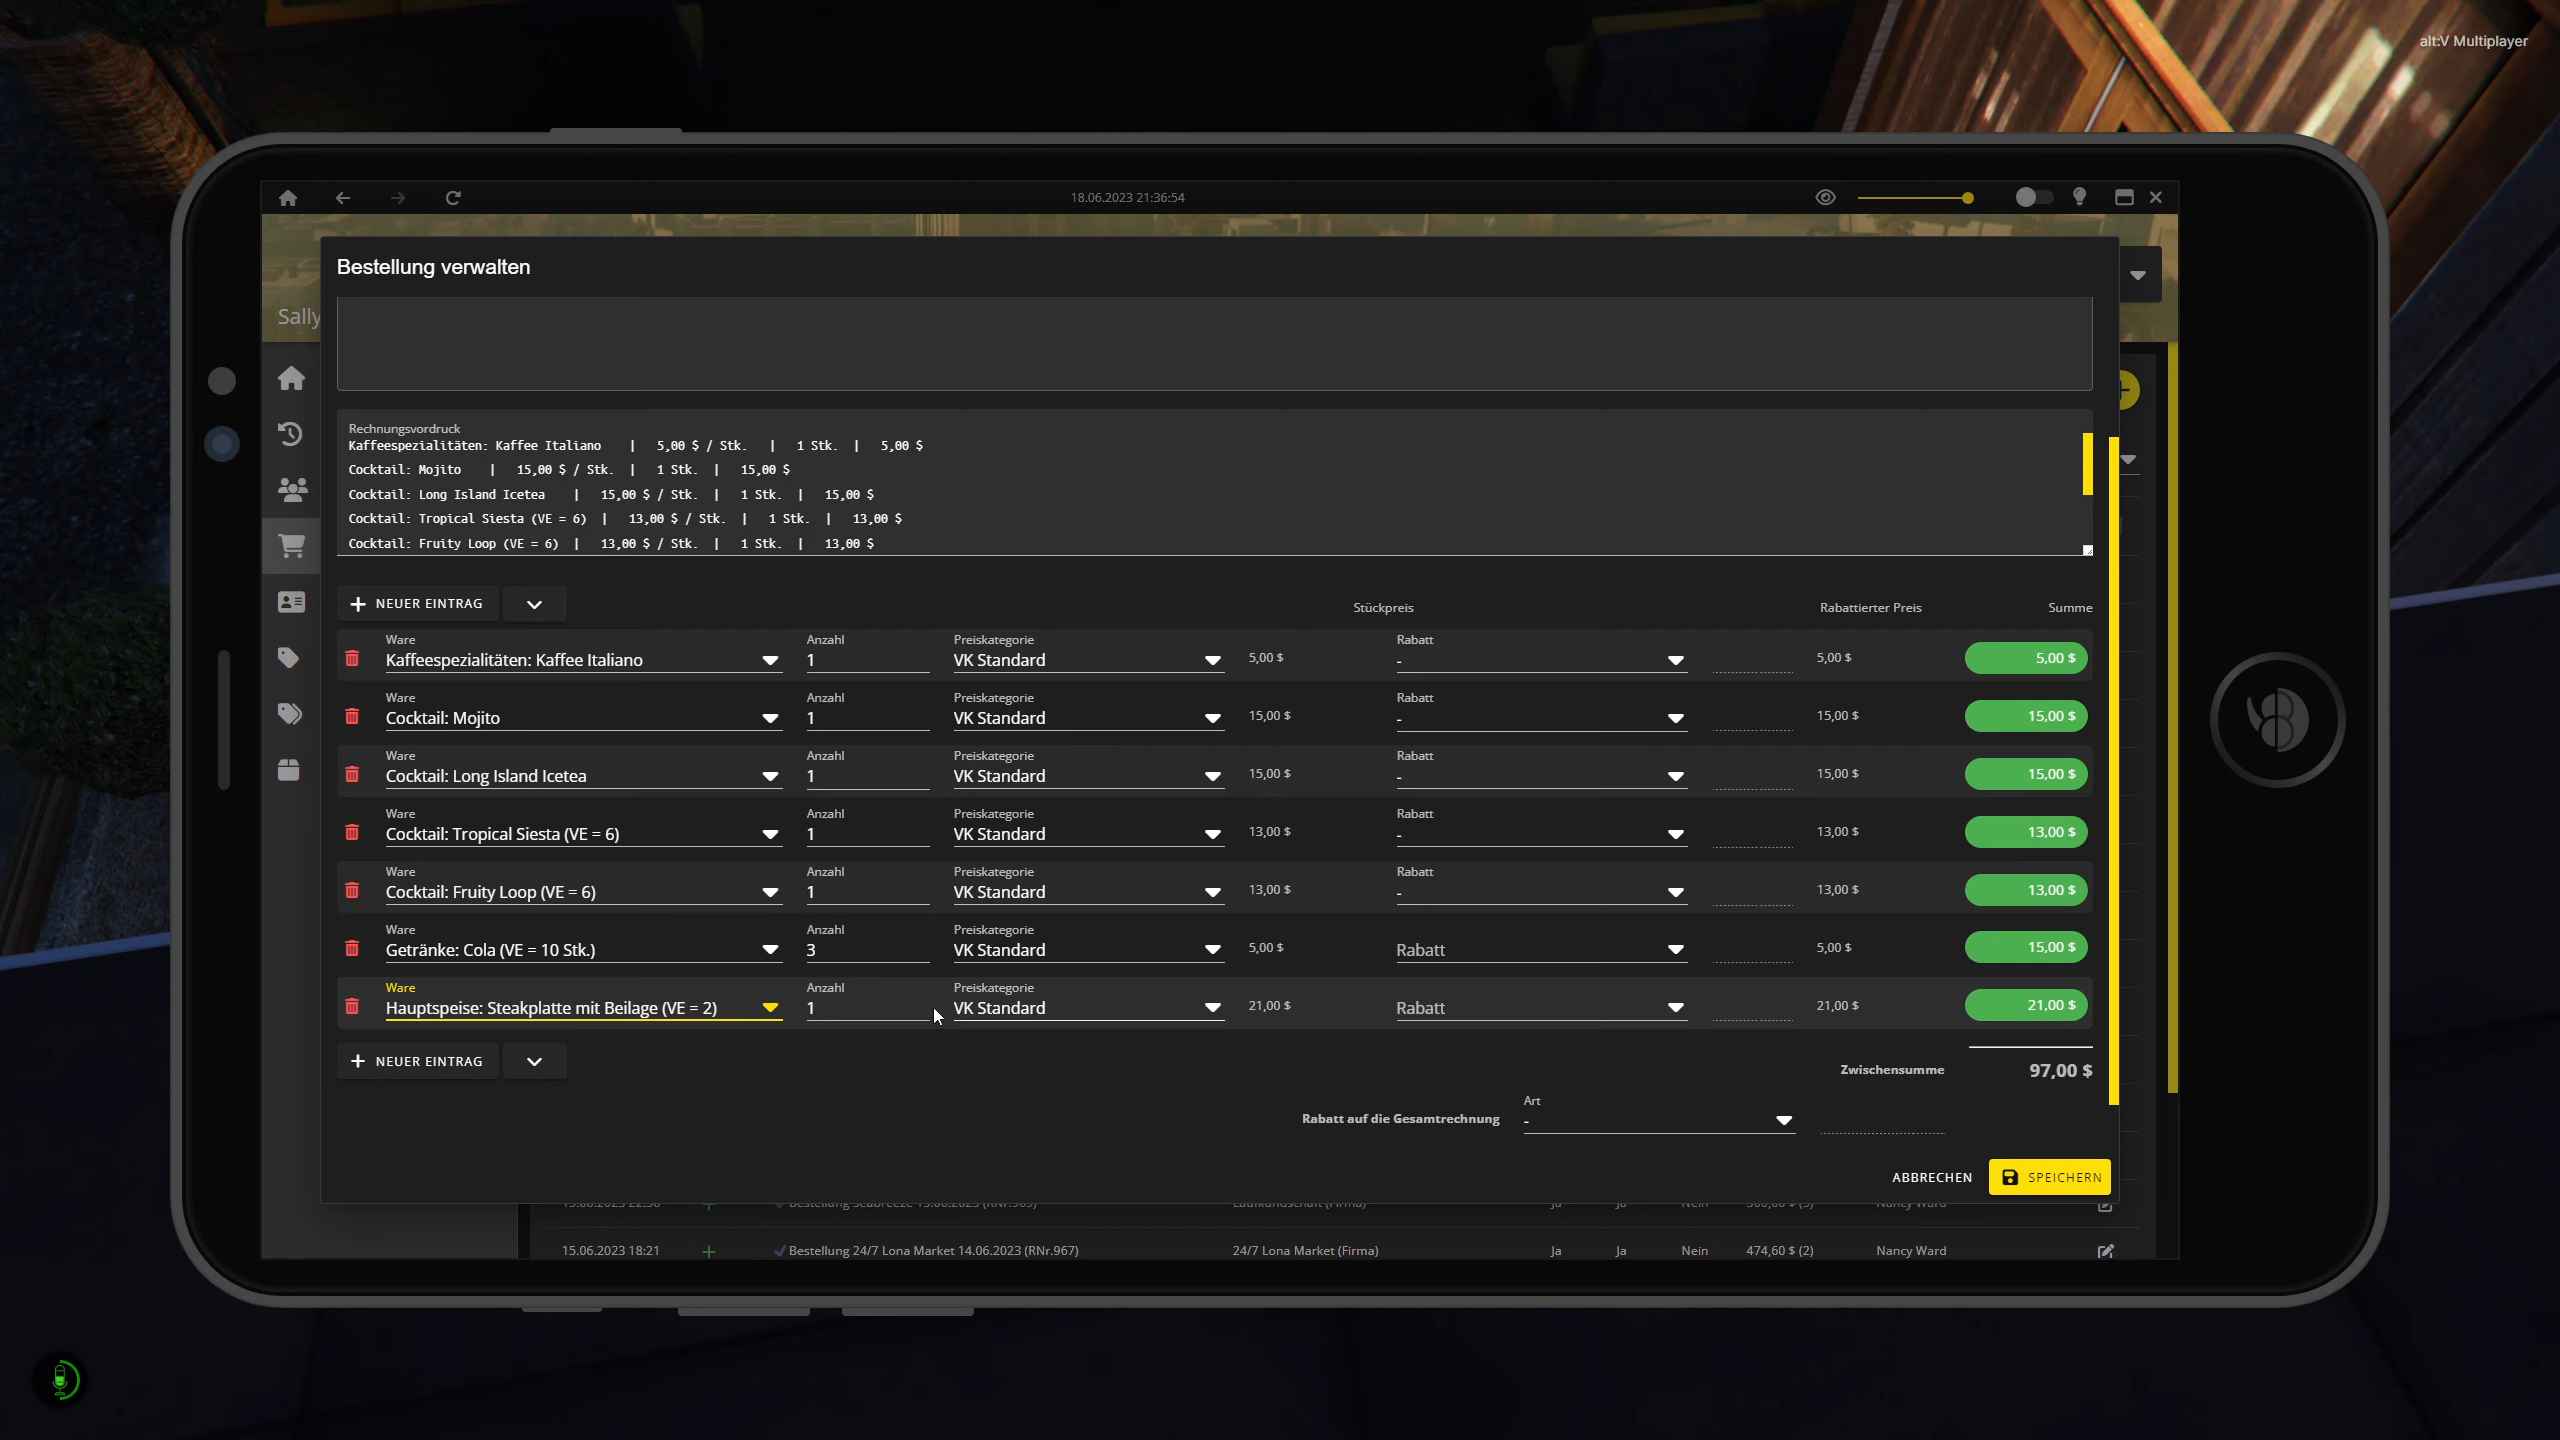 alt:V Multiplayer
18.06.2023 21:36:54
Bestellung verwalten
Sally
Rechnungsvordruck
Kaffeespezialitäten: Kaffee Italiano | 5,00 $ / Stk. | 1 Stk. | 5,00 $
Cocktail: Mojito | 15,00 $ / Stk. | 1 Stk. | 15,00 $
Cocktail: Long Island Icetea | 15,00 $ / Stk. | 1 Stk. | 15,00 $
Cocktail: Tropical Siesta (VE = 6) | 13,00 $ / Stk. | 1 Stk. | 13,00 $
Cocktail: Fruity Loop (VE = 6) | 13,00 $ / Stk. | 1 Stk. | 13,00 $
NEUER EINTRAG Stückpreis Rabattierter Preis Summe
Ware Anzahl Preiskategorie Rabatt
Kaffeespezialitäten: Kaffee Italiano 1 VK Standard 5,00 $ - 5,00 $ 5,00 $
Ware Anzahl Preiskategorie Rabatt
Cocktail: Mojito 1 VK Standard 15,00 $ - 15,00 $ 15,00 $
Ware Anzahl Preiskategorie Rabatt
Cocktail: Long Island Icetea 1 VK Standard 15,00 $ - 15,00 $ 15,00 $
Ware Anzahl Preiskategorie Rabatt
Cocktail: Tropical Siesta (VE = 6) 1 VK Standard 13,00 $ - 13,00 $ 13,00 $
Ware Anzahl Preiskategorie Rabatt
Cocktail: Fruity Loop (VE = 6) 1 VK Standard 13,00 $ - 13,00 $ 13,00 $
Ware Anzahl Preiskategorie
Getränke: Cola (VE = 10 Stk.) 3 VK Standard 5,00 $ Rabatt 5,00 $ 15,00 $
Ware Anzahl Preiskategorie
Hauptspeise: Steakplatte mit Beilage (VE = 2) 1 VK Standard 21,00 $ Rabatt 21,00 $ 21,00 $
NEUER EINTRAG Zwischensumme 97,00 $
Art
Rabatt auf die Gesamtrechnung -
ABBRECHEN SPEICHERN
Ja Ja Nein Nancy Ward
15.06.2023 18:21 Bestellung 24/7 Lona Market 14.06.2023 (RNr.967) 24/7 Lona Market (Firma) Ja Ja Nein 474,60 $ (2) Nancy Ward